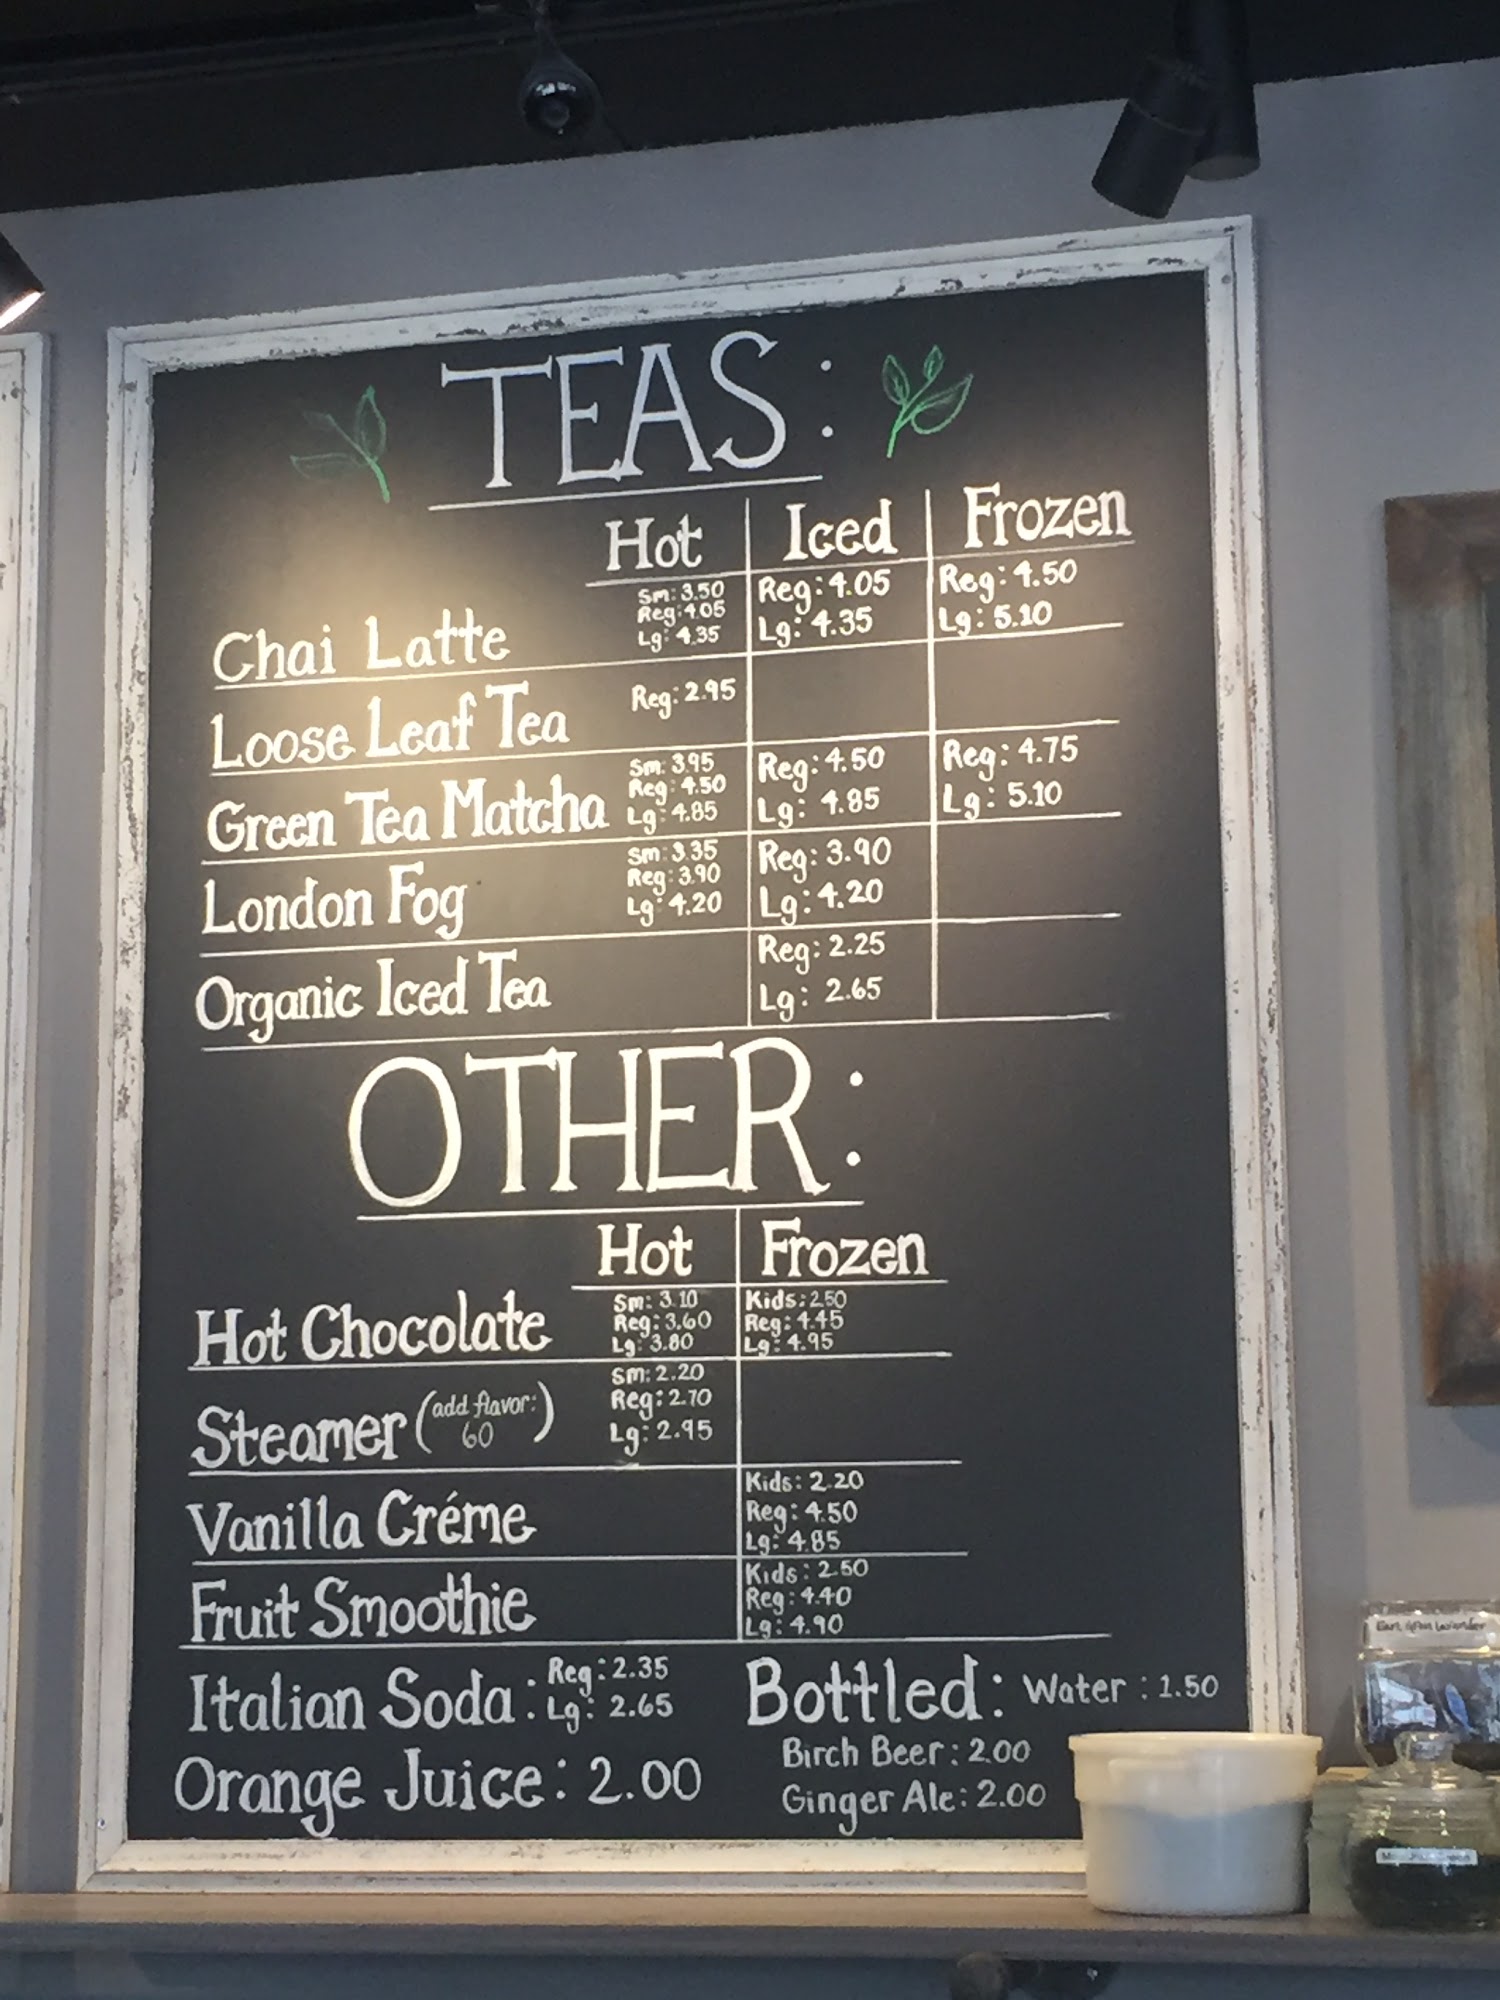 TEAS:
Hot Iced Frozen
Chai Latte Sm: 3.50 Reg: 4.05 Lg: 4.35 Reg: 4.05 Lg: 4.35 Reg: 4.50 Lg: 5.10
Loose Leaf Tea Reg: 2.95
Green Tea Matcha Sm: 3.95 Reg: 4.50 Lg: 4.85 Reg: 4.50 Lg: 4.85 Reg: 4.75 Lg: 5.10
London Fog Sm: 3.35 Reg: 3.90 Lg: 4.20 Reg: 3.90 Lg: 4.20
Organic Iced Tea Reg: 2.25 Lg: 2.65
OTHER:
Hot Frozen
Hot Chocolate Sm: 3.10 Reg: 3.60 Lg: 3.80 Kids: 2.50 Reg: 4.45 Lg: 4.95
Steamer (add flavor: 60) Sm: 2.20 Reg: 2.70 Lg: 2.95
Vanilla Créme Kids: 2.20 Reg: 4.50 Lg: 4.85
Fruit Smoothie Kids: 2.50 Reg: 4.40 Lg: 4.90
Italian Soda: Reg: 2.35 Lg: 2.65
Orange Juice: 2.00
Bottled: Water: 1.50
Birch Beer: 2.00
Ginger Ale: 2.00